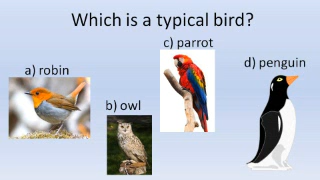 Which is a typical bird?
a) robin
b) owl
c) parrot
d) penguin